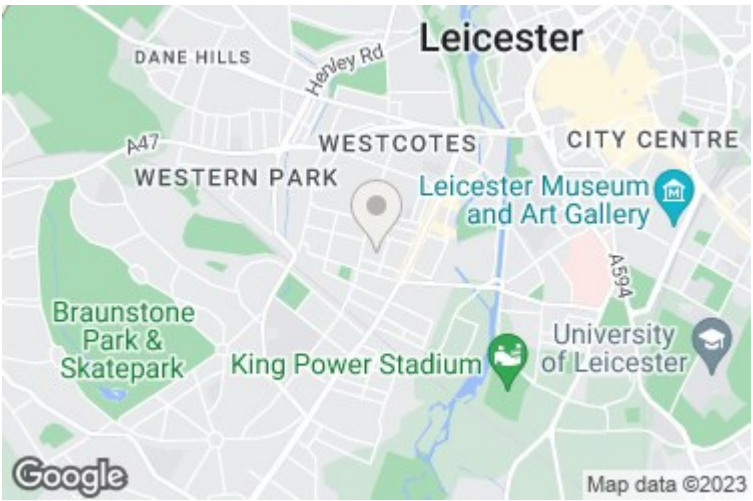 Leicester
DANE HILLS
Henley Rd
A47
WESTCOTES
CITY CENTRE
WESTERN PARK
Leicester Museum
and Art Gallery
A594
Braunstone
Park &
Skatepark
King Power Stadium
University
of Leicester
Google
Map data ©2023